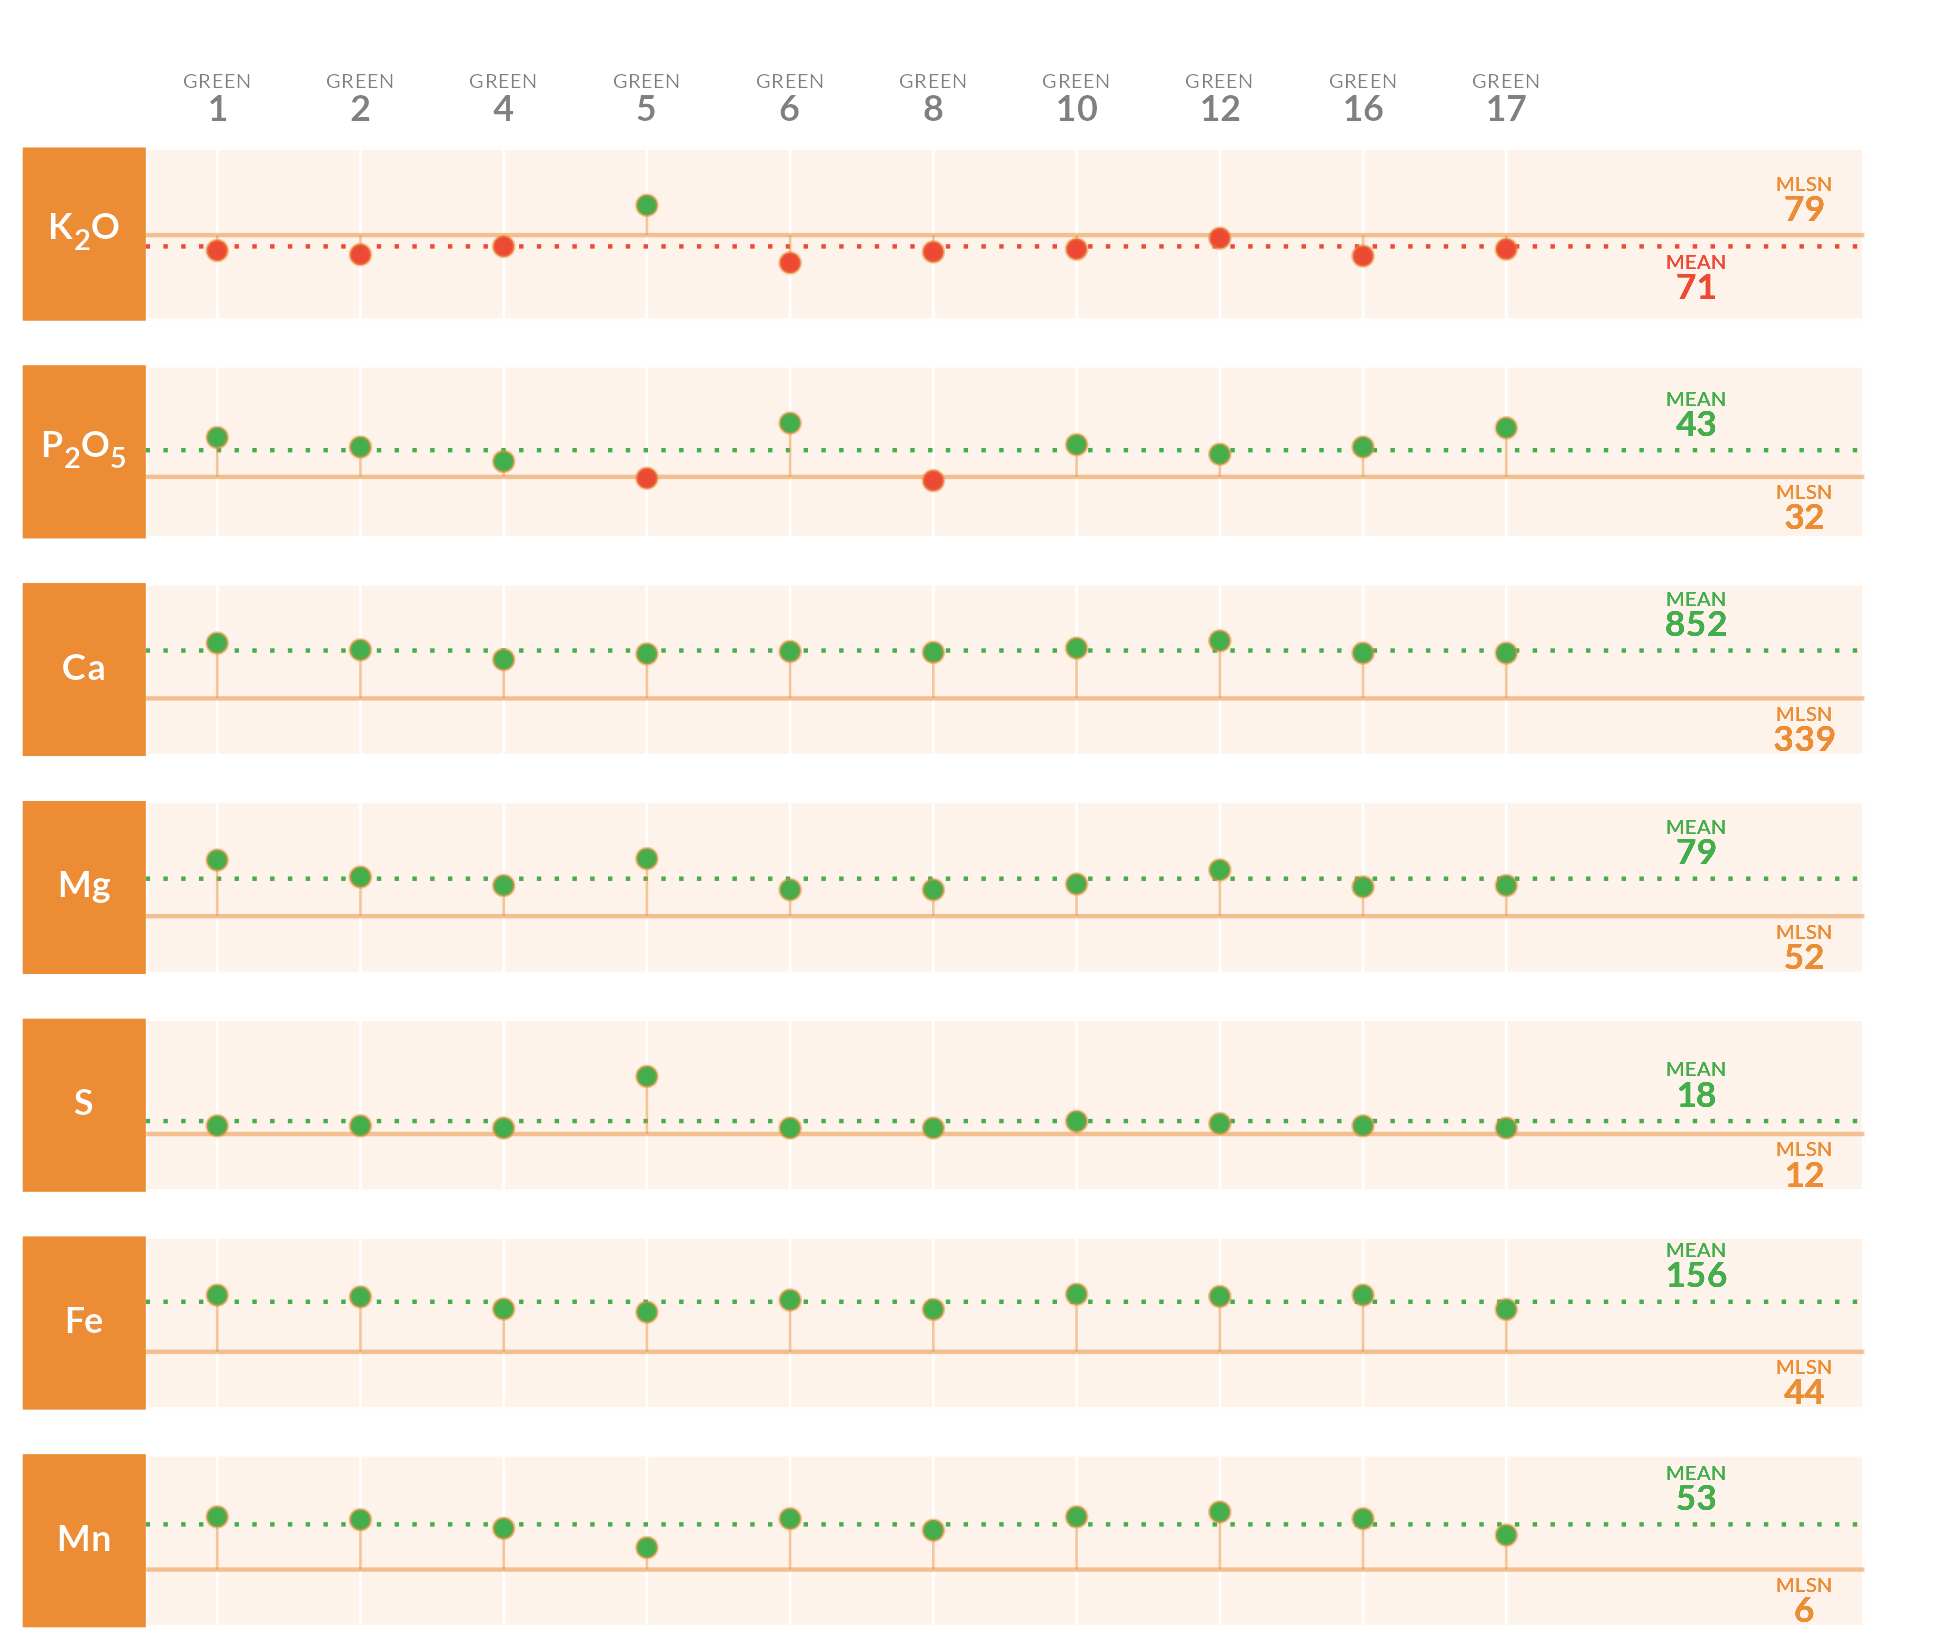 GREEN GREEN GREEN GREEN GREEN GREEN GREEN GREEN GREEN GREEN
1 2 4 5 6 8 10 12 16 17
K₂O
MLSN
79
MEAN
71
P₂O₅
MEAN
43
MLSN
32
Ca
MEAN
852
MLSN
339
Mg
MEAN
79
MLSN
52
S
MEAN
18
MLSN
12
Fe
MEAN
156
MLSN
44
Mn
MEAN
53
MLSN
6